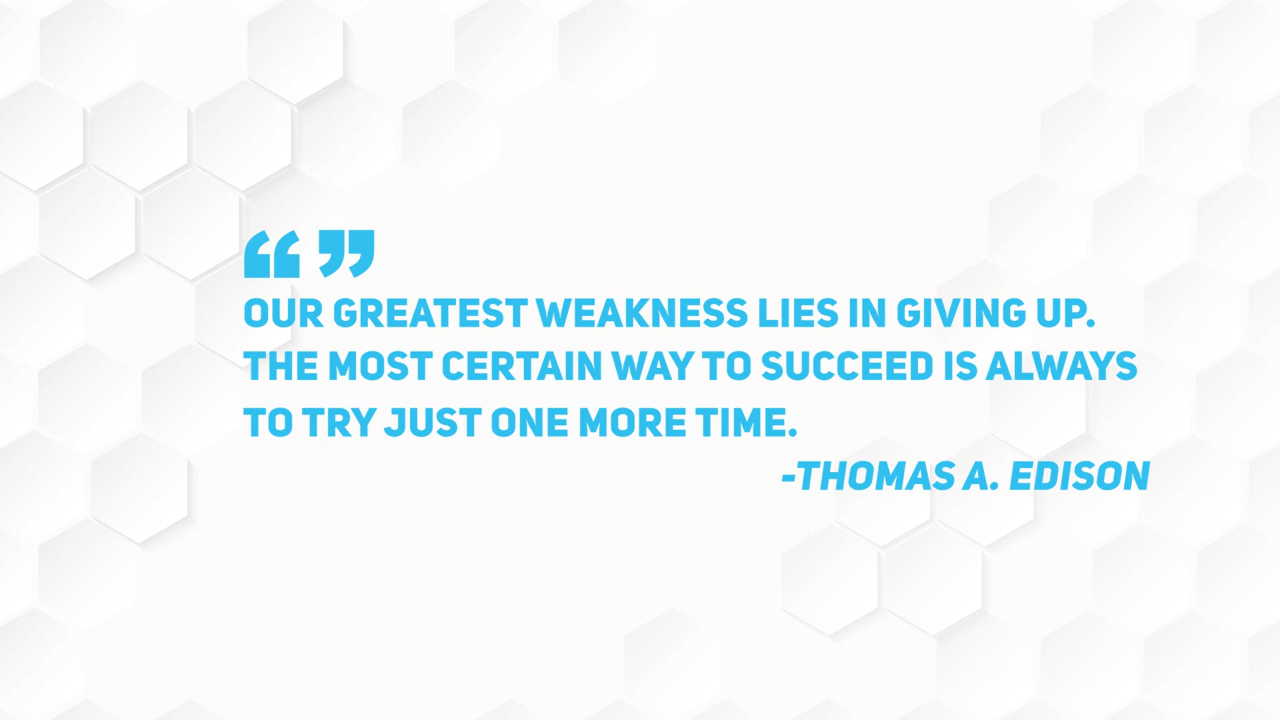 “ ”
OUR GREATEST WEAKNESS LIES IN GIVING UP.
THE MOST CERTAIN WAY TO SUCCEED IS ALWAYS
TO TRY JUST ONE MORE TIME.
-THOMAS A. EDISON